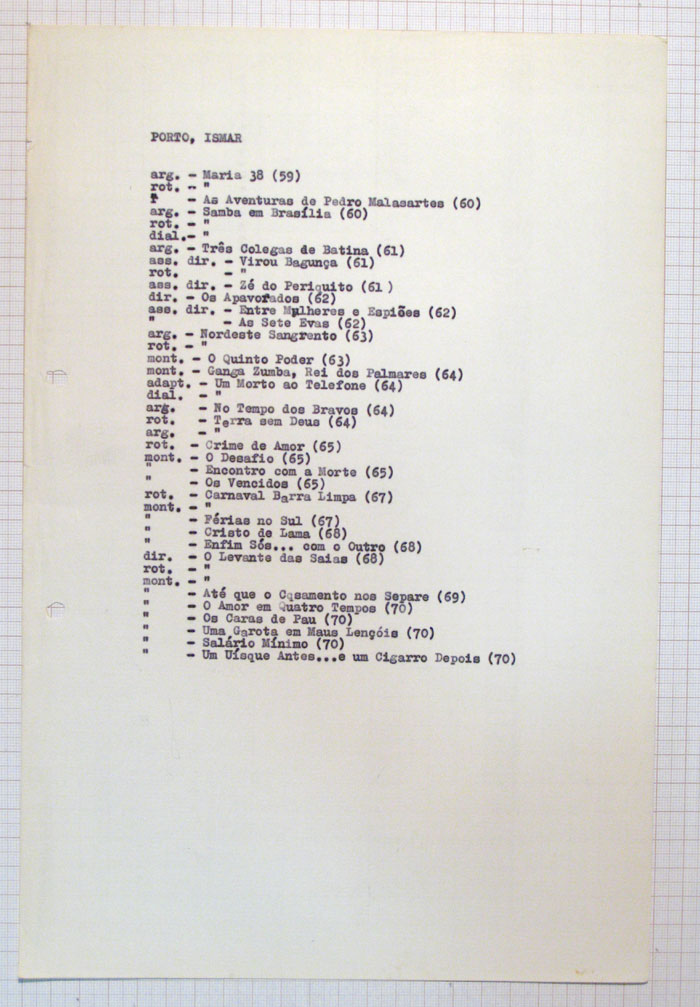 PORTO, ISMAR
arg. - Maria 38 (59)
rot. - "
- As Aventuras de Pedro Malasartes (60)
arg. - Samba em Brasília (60)
rot. - "
dial.- "
arg. - Três Colegas de Batina (61)
ass. dir. - Virou Bagunça (61)
rot. - "
ass. dir. - Zé do Periquito (61)
dir. - Os Apavorados (62)
ass. dir. - Entre Mulheres e Espiões (62)
" - As Sete Evas (62)
arg. - Nordeste Sangrento (63)
rot. - "
mont. - O Quinto Poder (63)
mont. - Ganga Zumba, Rei dos Palmares (64)
adapt. - Um Morto ao Telefone (64)
dial. - "
arg. - No Tempo dos Bravos (64)
rot. - Terra sem Deus (64)
arg. - "
rot. - Crime de Amor (65)
mont. - O Desafio (65)
" - Encontro com a Morte (65)
" - Os Vencidos (65)
rot. - Carnaval Barra Limpa (67)
mont. - "
" - Férias no Sul (67)
" - Cristo de Lama (68)
" - Enfim Sós... com o Outro (68)
dir. - O Levante das Saias (68)
rot. - "
mont. - "
" - Até que o Casamento nos Separe (69)
" - O Amor em Quatro Tempos (70)
" - Os Caras de Pau (70)
" - Uma Garota em Maus Lençóis (70)
" - Salário Mínimo (70)
" - Um Uísque Antes...e um Cigarro Depois (70)